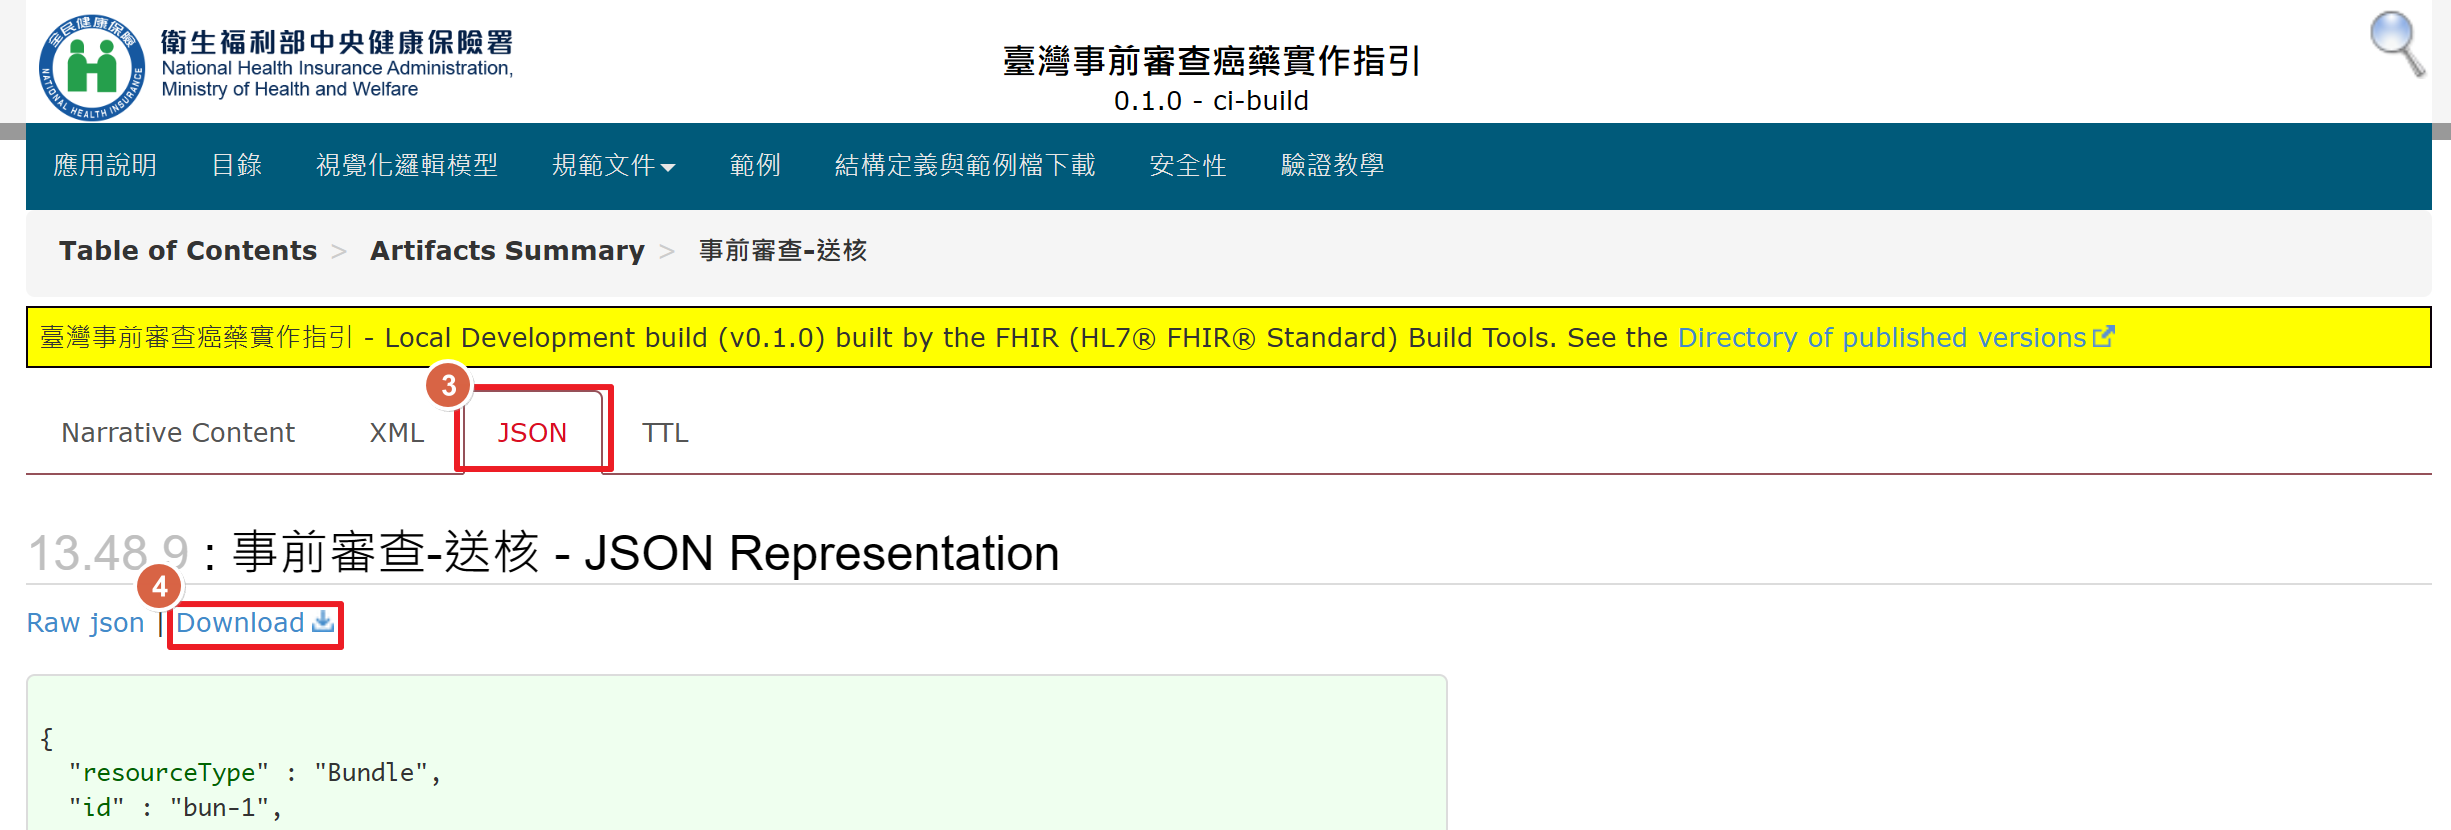 全民健康保險
NATIONAL HEALTH INSURANCE
衛生福利部中央健康保險署
National Health Insurance Administration,
Ministry of Health and Welfare
臺灣事前審查癌藥實作指引
0.1.0 - ci-build
應用說明 目錄 視覺化邏輯模型 規範文件 範例 結構定義與範例檔下載 安全性 驗證教學
Table of Contents > Artifacts Summary > 事前審查-送核
臺灣事前審查癌藥實作指引 - Local Development build (v0.1.0) built by the FHIR (HL7® FHIR® Standard) Build Tools. See the Directory of published versions
3
Narrative Content XML JSON TTL
13.48.9 : 事前審查-送核 - JSON Representation
4
Raw json | Download
{
"resourceType" : "Bundle",
"id" : "bun-1",